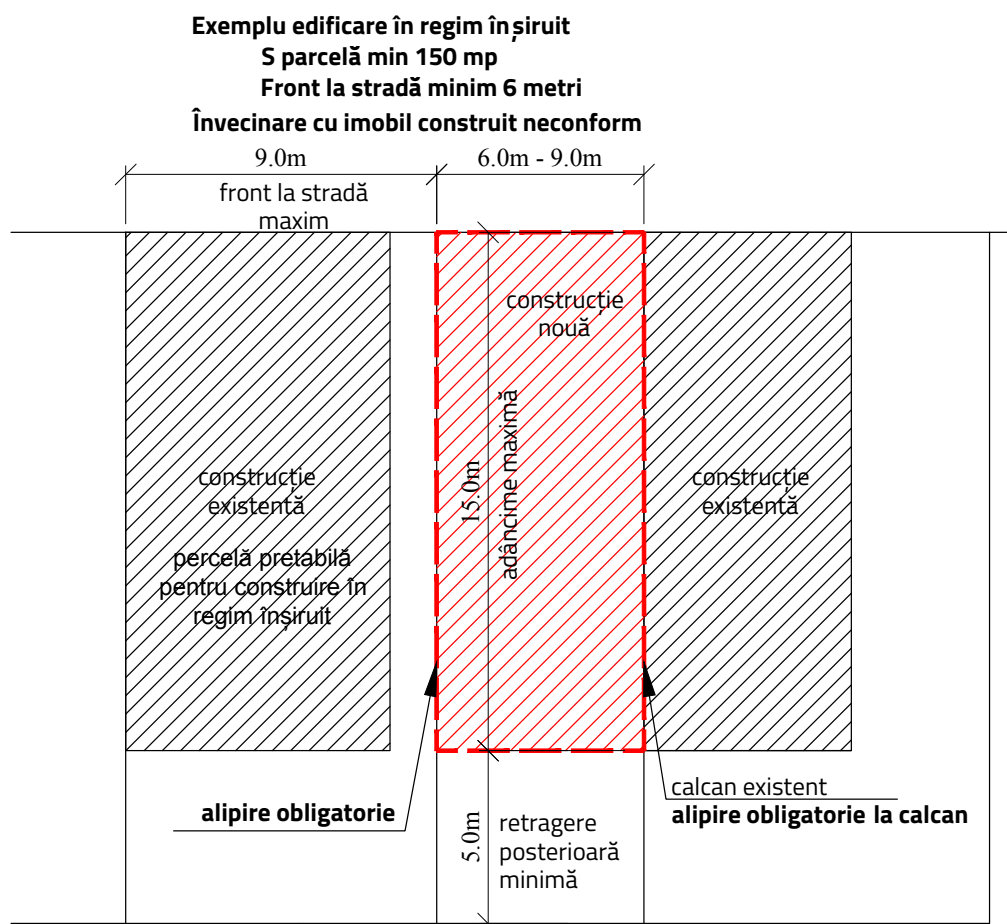 Exemplu edificare în regim înșiruit
S parcelă min 150 mp
Front la stradă minim 6 metri
Învecinare cu imobil construit neconform
9.0m
6.0m - 9.0m
front la stradă
maxim
construcție
nouă
construcție
existentă
percelă pretabilă
pentru construire în
regim înșiruit
15.0m
adâncime maximă
construcție
existentă
alipire obligatorie
5.0m
retragere
posterioară
minimă
calcan existent
alipire obligatorie la calcan